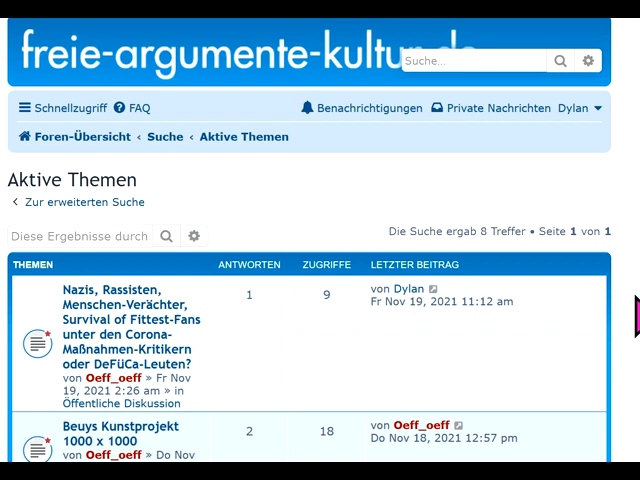 freie-argumente-kultur.de
Suche...
Schnellzugriff FAQ Benachrichtigungen Private Nachrichten Dylan
Foren-Übersicht ‹ Suche ‹ Aktive Themen
Aktive Themen
Zur erweiterten Suche
Diese Ergebnisse durch
Die Suche ergab 8 Treffer • Seite 1 von 1
THEMEN ANTWORTEN ZUGRIFFE LETZTER BEITRAG
Nazis, Rassisten,
Menschen-Verächter,
Survival of Fittest-Fans
unter den Corona-
Maßnahmen-Kritikern
oder DeFüCa-Leuten?
von Oeff_oeff » Fr Nov
19, 2021 2:26 am » in
Öffentliche Diskussion
1
9
von Dylan
Fr Nov 19, 2021 11:12 am
Beuys Kunstprojekt
1000 x 1000
von Oeff_oeff » Do Nov
2
18
von Oeff_oeff
Do Nov 18, 2021 12:57 pm